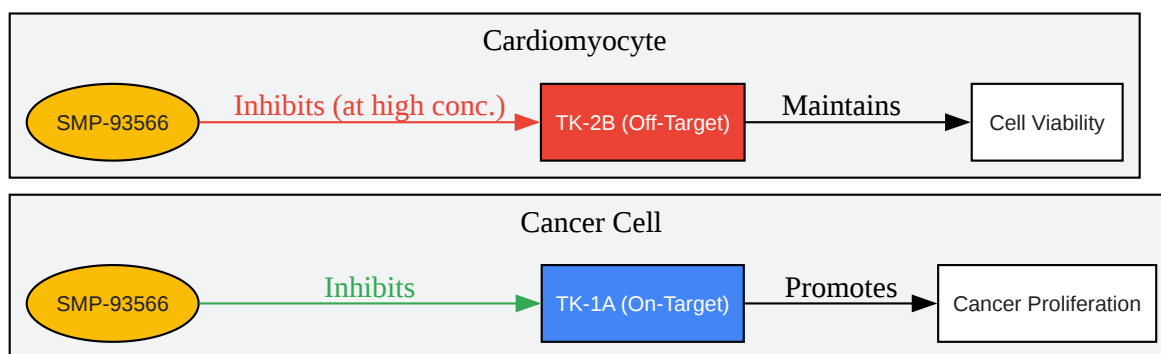 Cardiomyocyte
SMP-93566
Inhibits (at high conc.)
TK-2B (Off-Target)
Maintains
Cell Viability
Cancer Cell
SMP-93566
Inhibits
TK-1A (On-Target)
Promotes
Cancer Proliferation